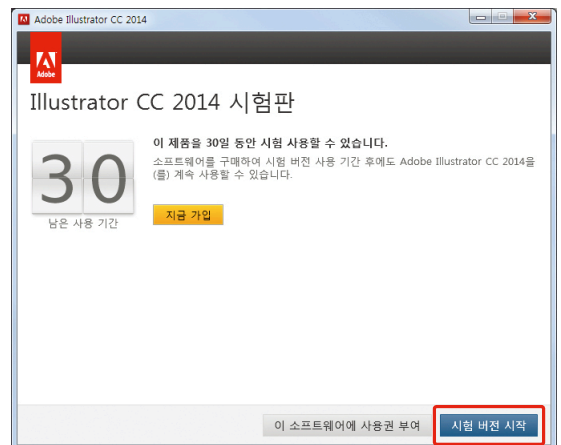 Adobe Illustrator CC 2014
Adobe
Illustrator CC 2014 시험판
30
남은 사용 기간
이 제품을 30일 동안 시험 사용할 수 있습니다.
소프트웨어를 구매하여 시험 버전 사용 기간 후에도 Adobe Illustrator CC 2014을
(를) 계속 사용할 수 있습니다.
지금 가입
이 소프트웨어에 사용권 부여
시험 버전 시작